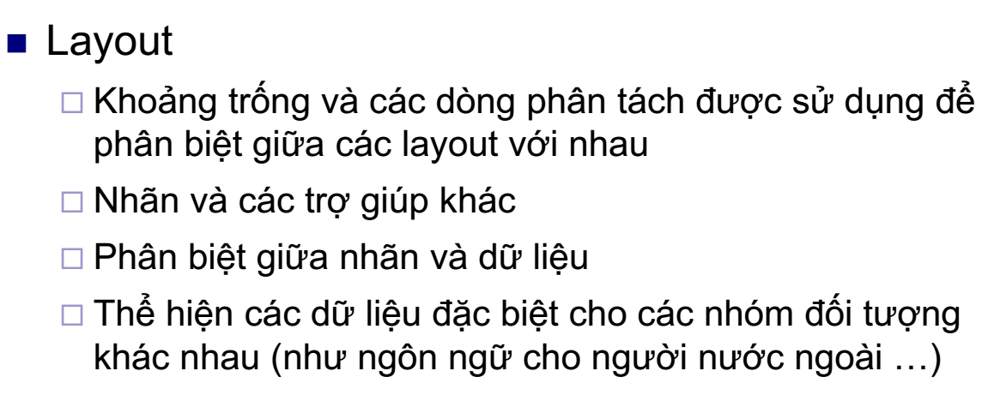 Layout
Khoảng trống và các dòng phân tách được sử dụng để
phân biệt giữa các layout với nhau
Nhãn và các trợ giúp khác
Phân biệt giữa nhãn và dữ liệu
Thể hiện các dữ liệu đặc biệt cho các nhóm đối tượng
khác nhau (như ngôn ngữ cho người nước ngoài …)